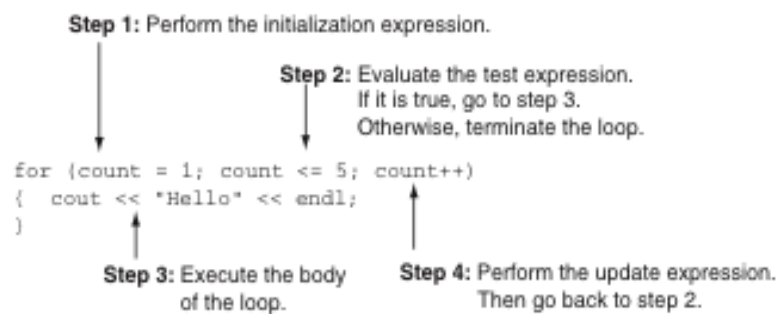 Step 1: Perform the initialization expression.
Step 2: Evaluate the test expression.
If it is true, go to step 3.
Otherwise, terminate the loop.
for (count = 1; count <= 5; count++)
{ cout << "Hello" << endl;
}
Step 3: Execute the body
of the loop.
Step 4: Perform the update expression.
Then go back to step 2.